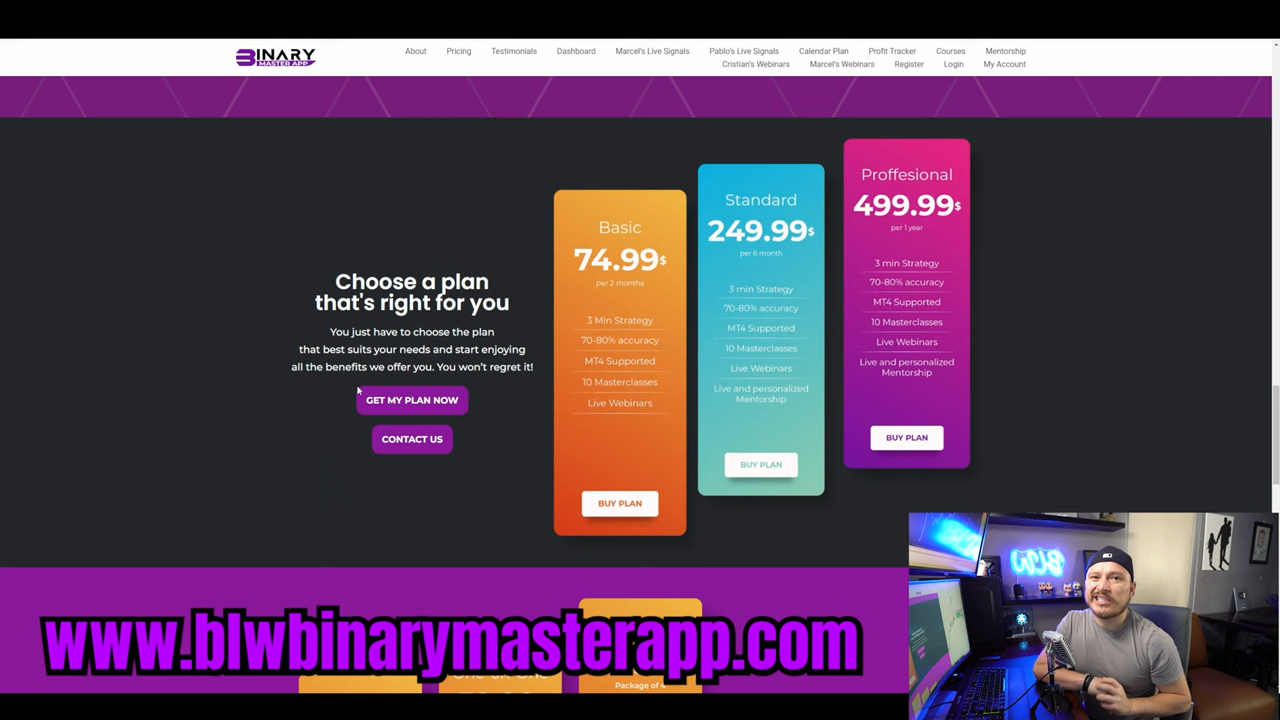 BINARY
MASTER APP
About
Pricing
Testimonials
Dashboard
Marcel's Live Signals
Pablo's Live Signals
Calendar Plan
Profit Tracker
Courses
Mentorship
Cristian's Webinars
Marcel's Webinars
Register
Login
My Account
Choose a plan
that's right for you
You just have to choose the plan
that best suits your needs and start enjoying
all the benefits we offer you. You won't regret it!
GET MY PLAN NOW
CONTACT US
Basic
74.99$
per 2 months
3 Min Strategy
70-80% accuracy
MT4 Supported
10 Masterclasses
Live Webinars
BUY PLAN
Standard
249.99$
per 6 month
3 min Strategy
70-80% accuracy
MT4 Supported
10 Masterclasses
Live Webinars
Live and personalized
Mentorship
BUY PLAN
Proffesional
499.99$
per 1 year
3 min Strategy
70-80% accuracy
MT4 Supported
10 Masterclasses
Live Webinars
Live and personalized
Mentorship
BUY PLAN
www.blwbinarymasterapp.com
Package of 4
BLW